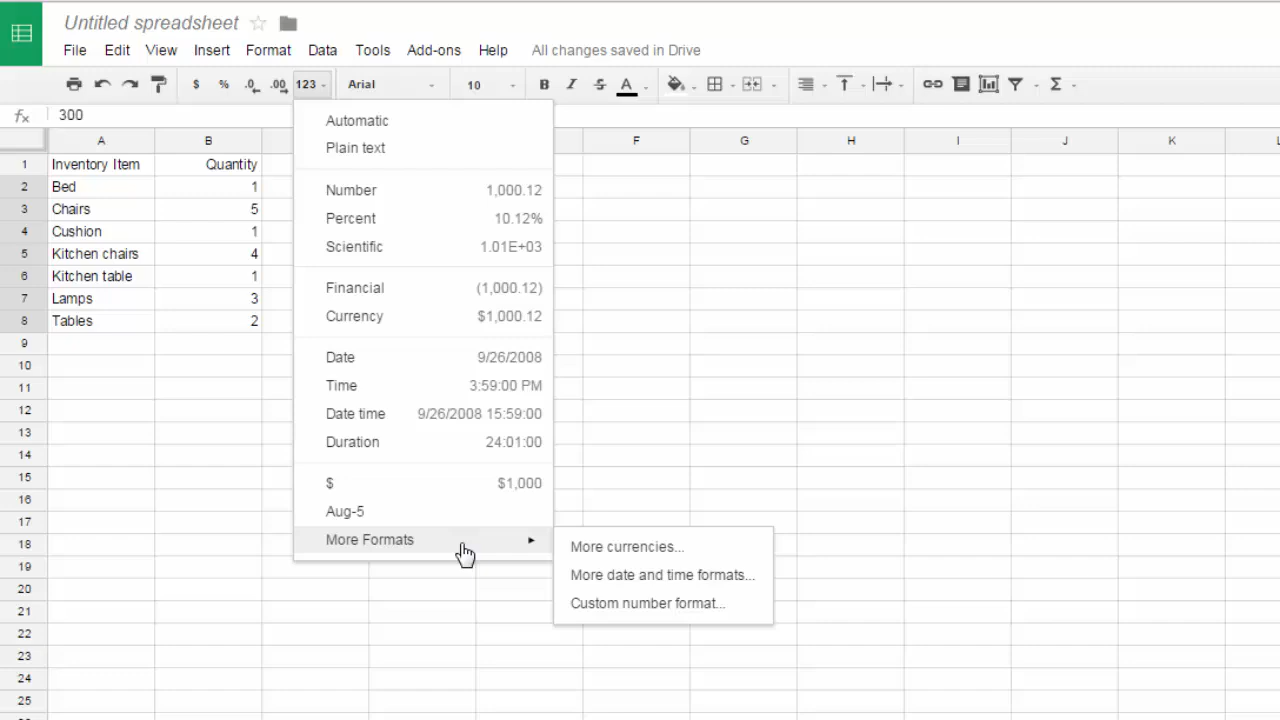 Untitled spreadsheet
File Edit View Insert Format Data Tools Add-ons Help All changes saved in Drive
$ % .0 .00 123 Arial 10 B I S A Σ
fx 300
A B F G H I J K L
1 Inventory Item Quantity
2 Bed 1
3 Chairs 5
4 Cushion 1
5 Kitchen chairs 4
6 Kitchen table 1
7 Lamps 3
8 Tables 2
9
10
11
12
13
14
15
16
17
18
19
20
21
22
23
24
25
Automatic
Plain text
Number 1,000.12
Percent 10.12%
Scientific 1.01E+03
Financial (1,000.12)
Currency $1,000.12
Date 9/26/2008
Time 3:59:00 PM
Date time 9/26/2008 15:59:00
Duration 24:01:00
$ $1,000
Aug-5
More Formats
More currencies...
More date and time formats...
Custom number format...